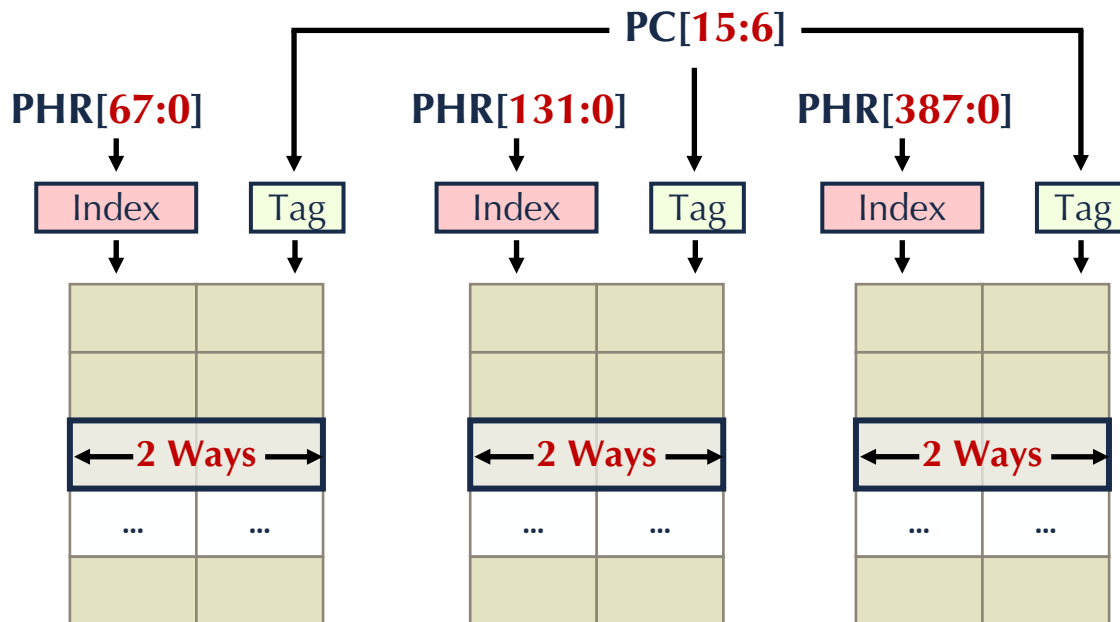 PC[15:6]
PHR[67:0] PHR[131:0] PHR[387:0]
Index Tag Index Tag Index Tag
2 Ways 2 Ways 2 Ways
... ... ... ... ... ...